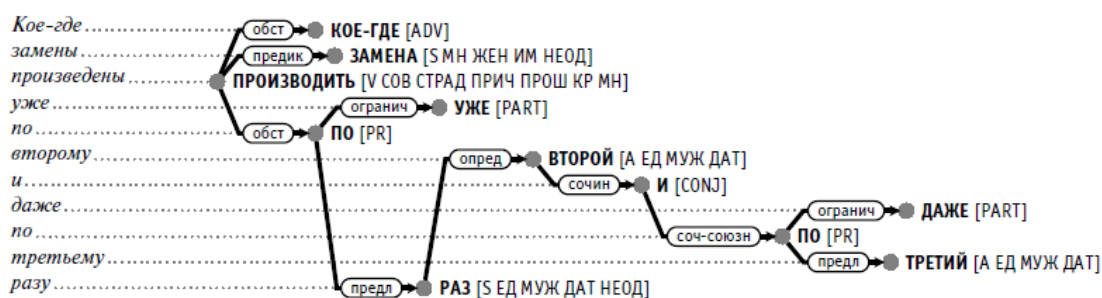 Кое-где обст КОЕ-ГДЕ [ADV]
замены предик ЗАМЕНА [S МН ЖЕН ИМ НЕОД]
произведены ПРОИЗВОДИТЬ [V СОВ СТРАД ПРИЧ ПРОШ КР МН]
уже огранич УЖЕ [PART]
по обст ПО [PR]
второму опред ВТОРОЙ [A ЕД МУЖ ДАТ]
и сочин И [CONJ]
даже огранич ДАЖЕ [PART]
по соч-союзн ПО [PR]
третьему предл ТРЕТИЙ [A ЕД МУЖ ДАТ]
разу предл РАЗ [S ЕД МУЖ ДАТ НЕОД]